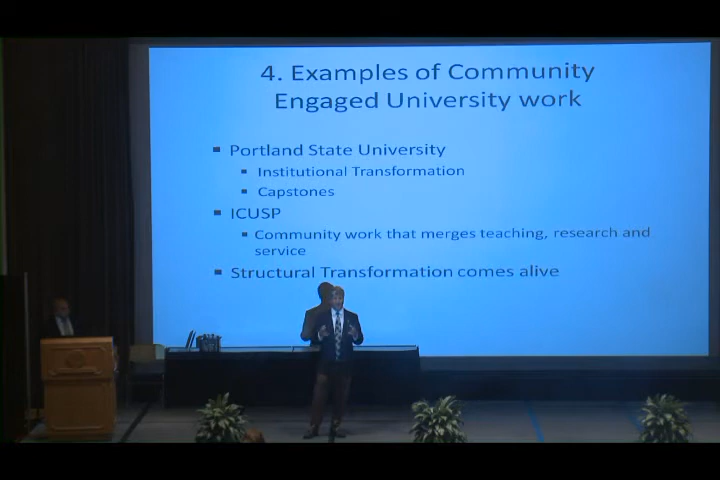 4. Examples of Community
Engaged University work
▪ Portland State University
▪ Institutional Transformation
▪ Capstones
▪ ICUSP
▪ Community work that merges teaching, research and
service
▪ Structural Transformation comes alive